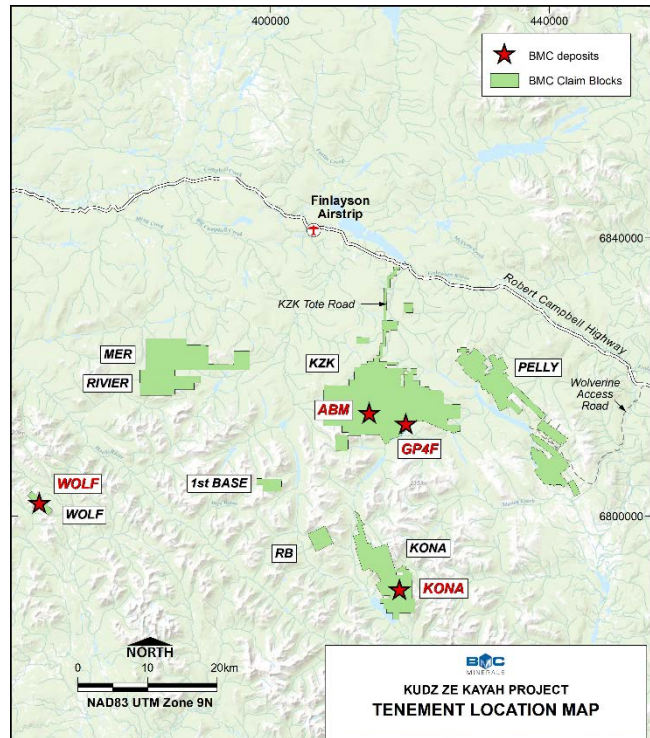 400000
440000
BMC deposits
BMC Claim Blocks
Finlayson
Airstrip
6840000
KZK Tote Road
Robert Campbell Highway
MER
RIVIER
KZK
PELLY
Wolverine
Access
Road
ABM
GP4F
WOLF
WOLF
1st BASE
6800000
RB
KONA
KONA
NORTH
0 10 20km
NAD83 UTM Zone 9N
BMC
MINERALS
KUDZ ZE KAYAH PROJECT
TENEMENT LOCATION MAP